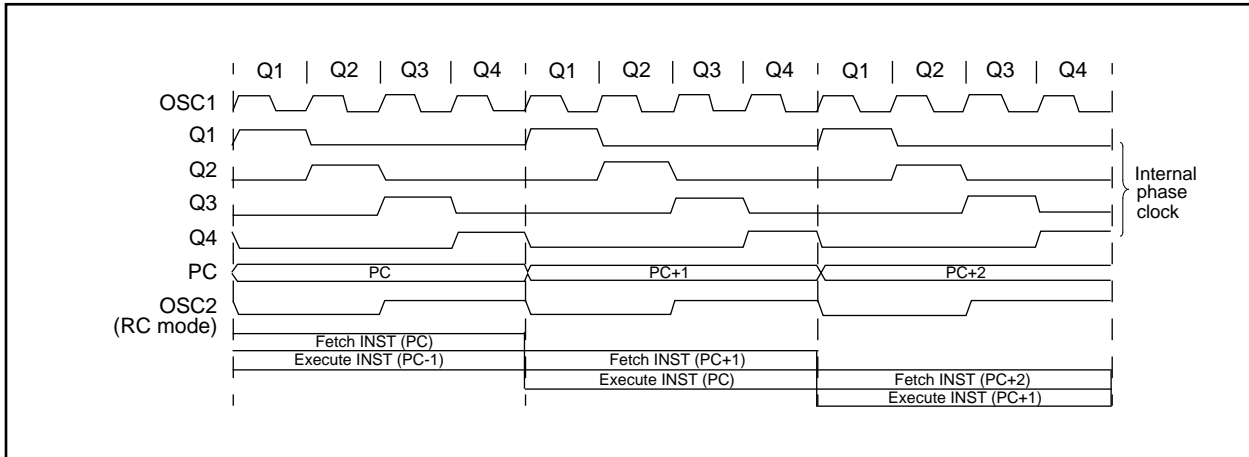 Q1 Q2 Q3 Q4 Q1 Q2 Q3 Q4 Q1 Q2 Q3 Q4
OSC1
Q1
Q2
Q3
Q4
Internal
phase
clock
PC PC PC+1 PC+2
OSC2
(RC mode)
Fetch INST (PC)
Execute INST (PC-1) Fetch INST (PC+1)
Execute INST (PC) Fetch INST (PC+2)
Execute INST (PC+1)